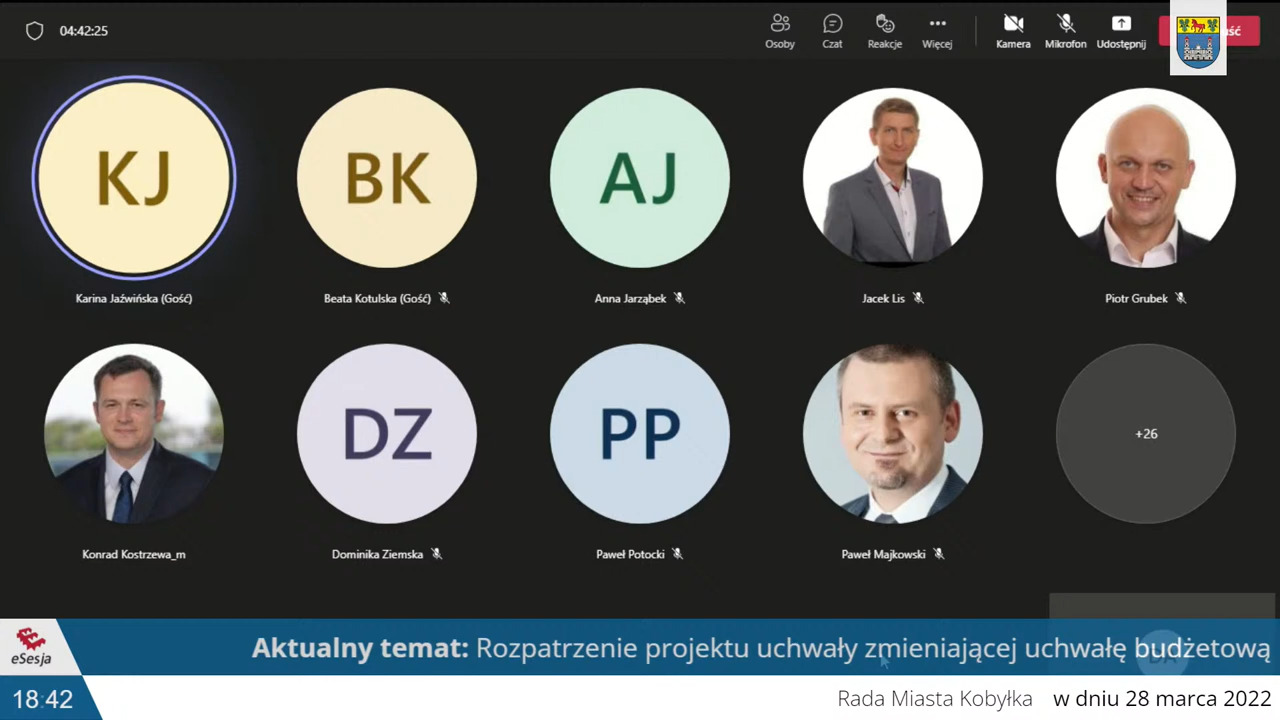 04:42:25
Osoby
Czat
Reakcje
Więcej
Kamera
Mikrofon
Udostępnij
KJ
BK
AJ
Karina Jaźwińska (Gość)
Beata Kotulska (Gość)
Anna Jarząbek
Jacek Lis
Piotr Grubek
DZ
PP
+26
Konrad Kostrzewa_m
Dominika Ziemska
Paweł Potocki
Paweł Majkowski
eSesja
Aktualny temat: Rozpatrzenie projektu uchwały zmieniającej uchwałę budżetową
18:42
Rada Miasta Kobyłka w dniu 28 marca 2022